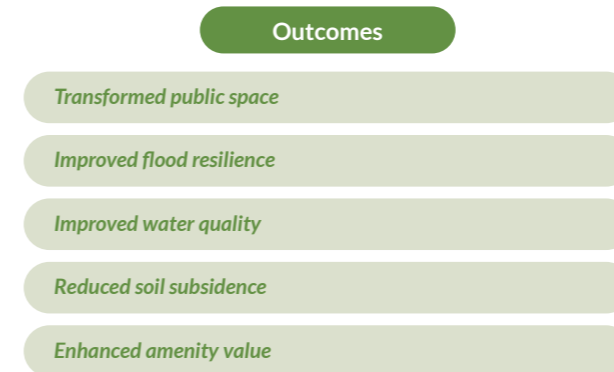 Outcomes
Transformed public space
Improved flood resilience
Improved water quality
Reduced soil subsidence
Enhanced amenity value